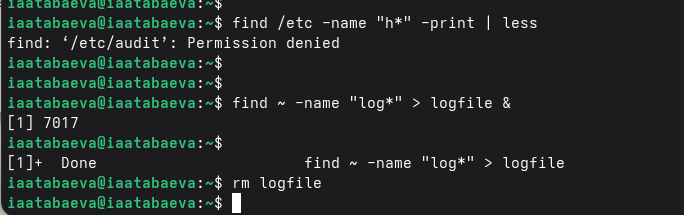 iaatabaeva@iaatabaeva:~$
iaatabaeva@iaatabaeva:~$ find /etc -name "h*" -print | less
find: ‘/etc/audit’: Permission denied
iaatabaeva@iaatabaeva:~$
iaatabaeva@iaatabaeva:~$
iaatabaeva@iaatabaeva:~$ find ~ -name "log*" > logfile &
[1] 7017
iaatabaeva@iaatabaeva:~$
[1]+  Done                    find ~ -name "log*" > logfile
iaatabaeva@iaatabaeva:~$ rm logfile
iaatabaeva@iaatabaeva:~$